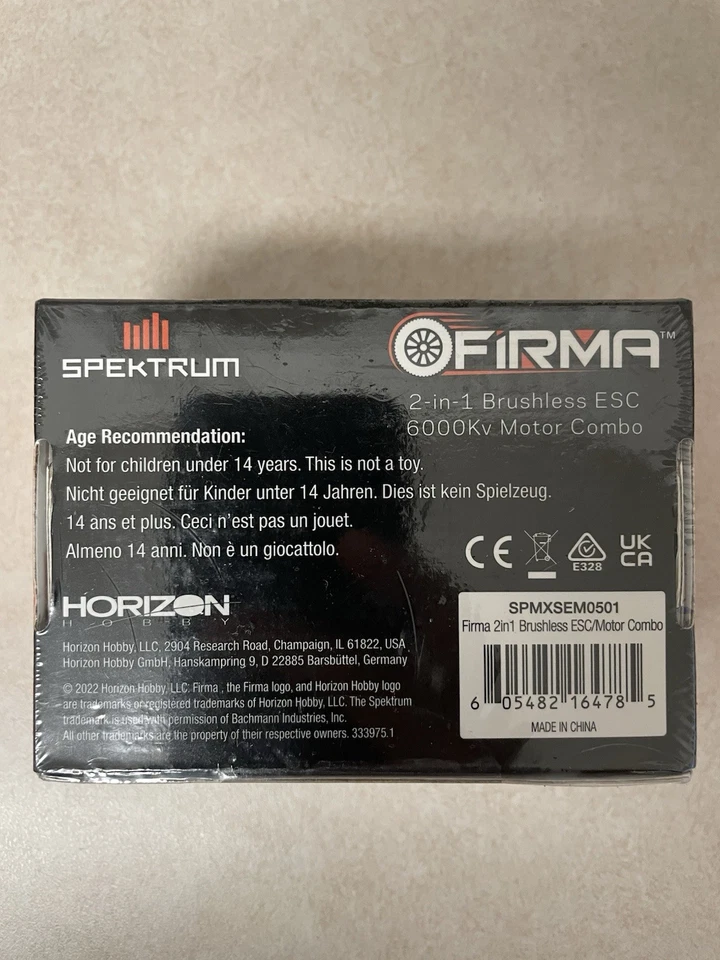 SPEKTRUM
FIRMA™
2-in-1 Brushless ESC
6000Kv Motor Combo
Age Recommendation:
Not for children under 14 years. This is not a toy.
Nicht geeignet für Kinder unter 14 Jahren. Dies ist kein Spielzeug.
14 ans et plus. Ceci n'est pas un jouet.
Almeno 14 anni. Non è un giocattolo.
CE
E328
UK
CA
HORIZON
HOBBY
Horizon Hobby, LLC, 2904 Research Road, Champaign, IL 61822, USA
Horizon Hobby GmbH, Hanskampring 9, D 22885 Barsbüttel, Germany
© 2022 Horizon Hobby, LLC. Firma , the Firma logo, and Horizon Hobby logo
are trademarks or registered trademarks of Horizon Hobby, LLC. The Spektrum
trademark is used with permission of Bachmann Industries, Inc.
All other trademarks are the property of their respective owners. 333975.1
SPMXSEM0501
Firma 2in1 Brushless ESC/Motor Combo
6 05482 16478 5
MADE IN CHINA